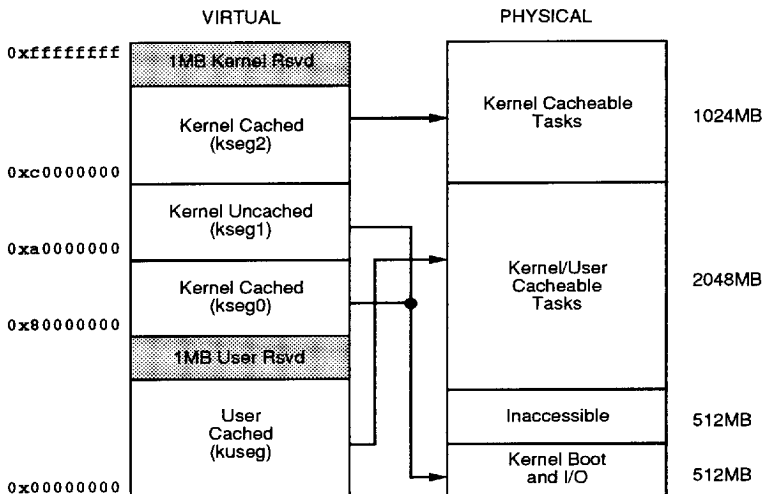 VIRTUAL
PHYSICAL
0xffffffff
1MB Kernel Rsvd
Kernel Cached
(kseg2)
Kernel Cacheable
Tasks
1024MB
0xc0000000
Kernel Uncached
(kseg1)
0xa0000000
Kernel/User
Cacheable
Tasks
2048MB
Kernel Cached
(kseg0)
0x80000000
1MB User Rsvd
User
Cached
(kuseg)
Inaccessible
512MB
Kernel Boot
and I/O
512MB
0x00000000